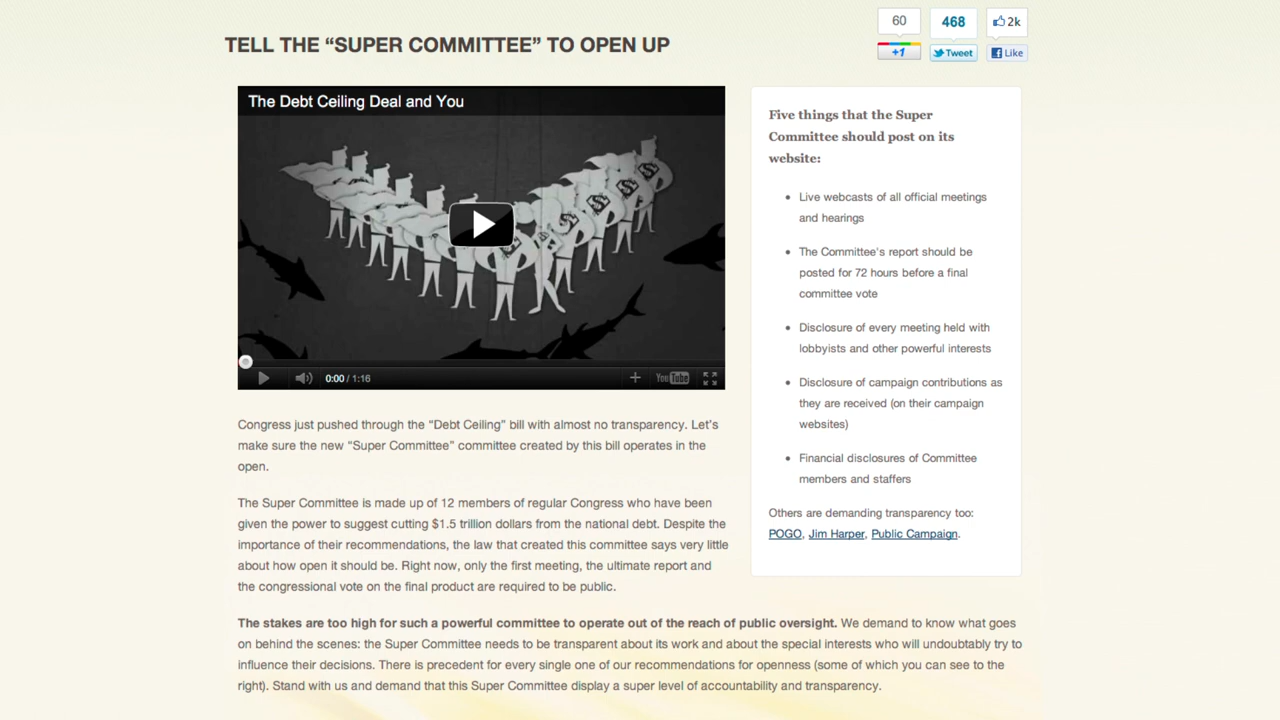 60
468
2k
TELL THE “SUPER COMMITTEE” TO OPEN UP
+1
Tweet
Like
The Debt Ceiling Deal and You
0:00 / 1:16
YouTube
Congress just pushed through the “Debt Ceiling” bill with almost no transparency. Let’s
make sure the new “Super Committee” committee created by this bill operates in the
open.
The Super Committee is made up of 12 members of regular Congress who have been
given the power to suggest cutting $1.5 trillion dollars from the national debt. Despite the
importance of their recommendations, the law that created this committee says very little
about how open it should be. Right now, only the first meeting, the ultimate report and
the congressional vote on the final product are required to be public.
Five things that the Super
Committee should post on its
website:
• Live webcasts of all official meetings
and hearings
• The Committee's report should be
posted for 72 hours before a final
committee vote
• Disclosure of every meeting held with
lobbyists and other powerful interests
• Disclosure of campaign contributions as
they are received (on their campaign
websites)
• Financial disclosures of Committee
members and staffers
Others are demanding transparency too:
POGO, Jim Harper, Public Campaign.
The stakes are too high for such a powerful committee to operate out of the reach of public oversight. We demand to know what goes
on behind the scenes: the Super Committee needs to be transparent about its work and about the special interests who will undoubtably try to
influence their decisions. There is precedent for every single one of our recommendations for openness (some of which you can see to the
right). Stand with us and demand that this Super Committee display a super level of accountability and transparency.